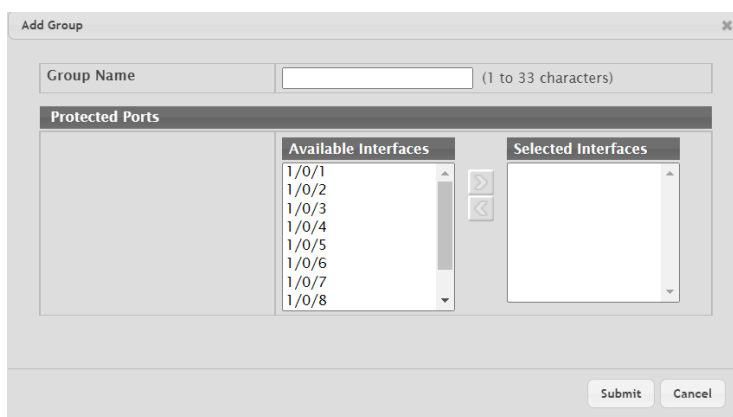 Add Group
Group Name (1 to 33 characters)
Protected Ports
Available Interfaces Selected Interfaces
1/0/1
1/0/2
1/0/3
1/0/4
1/0/5
1/0/6
1/0/7
1/0/8
Submit Cancel